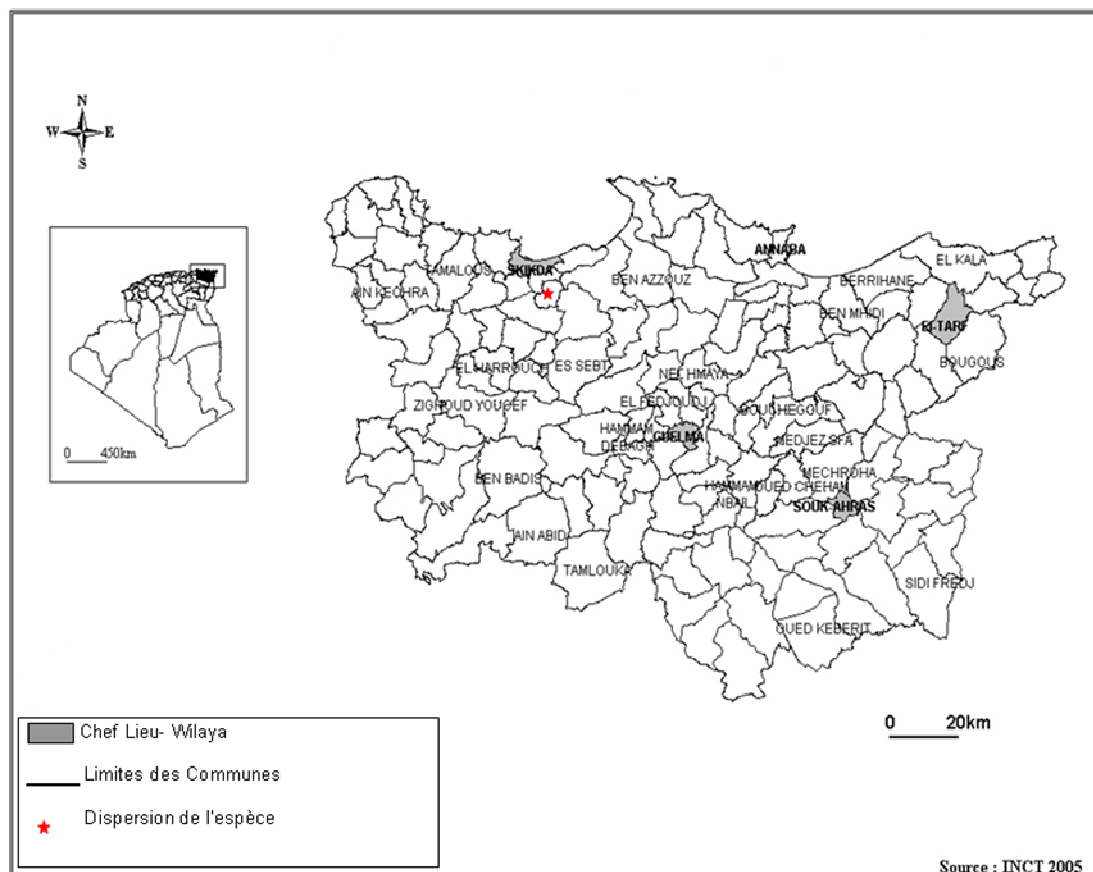 N
W E
S
ANNABA
EL KALA
TAMALOUS
SKIKDA
BEN AZZOUZ
BERRIHANE
AIN KECHRA
BEN MHIDI
El-TARF
BOUGOUS
EL HARROUCH
ES SEBT
NECHMAYA
ZIGHOUD YOUCEF
EL FEDJOUDJ
BOUCHEGGUF
HAMMAM
DEBAGH
GUELMA
MEDJEZ SFA
MECHROHA
BEN BADIS
HAMMAM
NBAIL
OUED CHEHAM
SOUK AHRAS
AIN ABID
TAMLOUKA
SIDI FREDJ
OUED KEBERIT
0 450km
0 20km
Chef Lieu- Wilaya
Limites des Communes
Dispersion de l'espèce
Source : INCT 2005